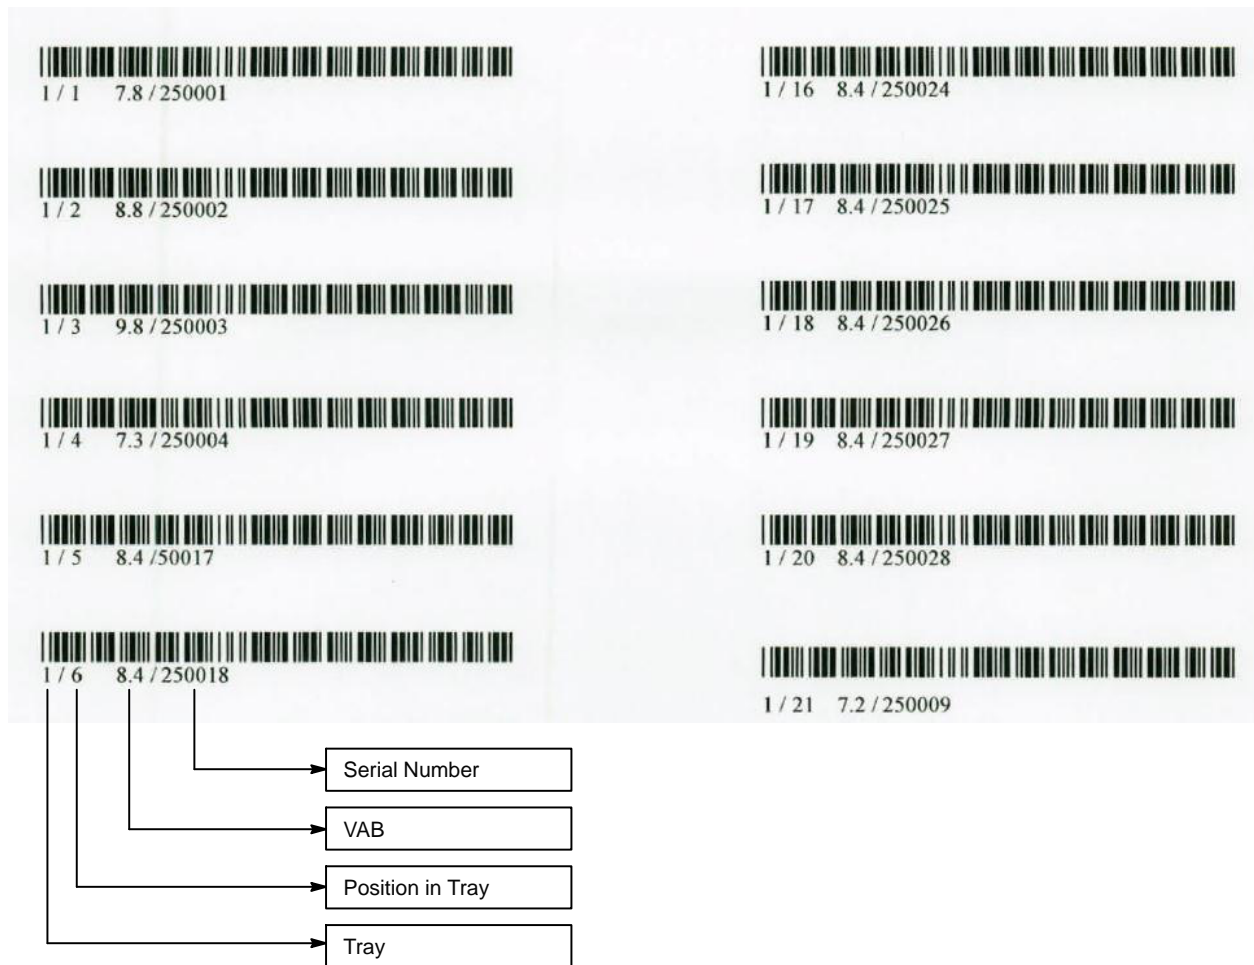 1 / 1 7.8 / 250001
1 / 2 8.8 / 250002
1 / 3 9.8 / 250003
1 / 4 7.3 / 250004
1 / 5 8.4 /50017
1 / 6 8.4 / 250018
1 / 16 8.4 / 250024
1 / 17 8.4 / 250025
1 / 18 8.4 / 250026
1 / 19 8.4 / 250027
1 / 20 8.4 / 250028
1 / 21 7.2 / 250009
Serial Number
VAB
Position in Tray
Tray